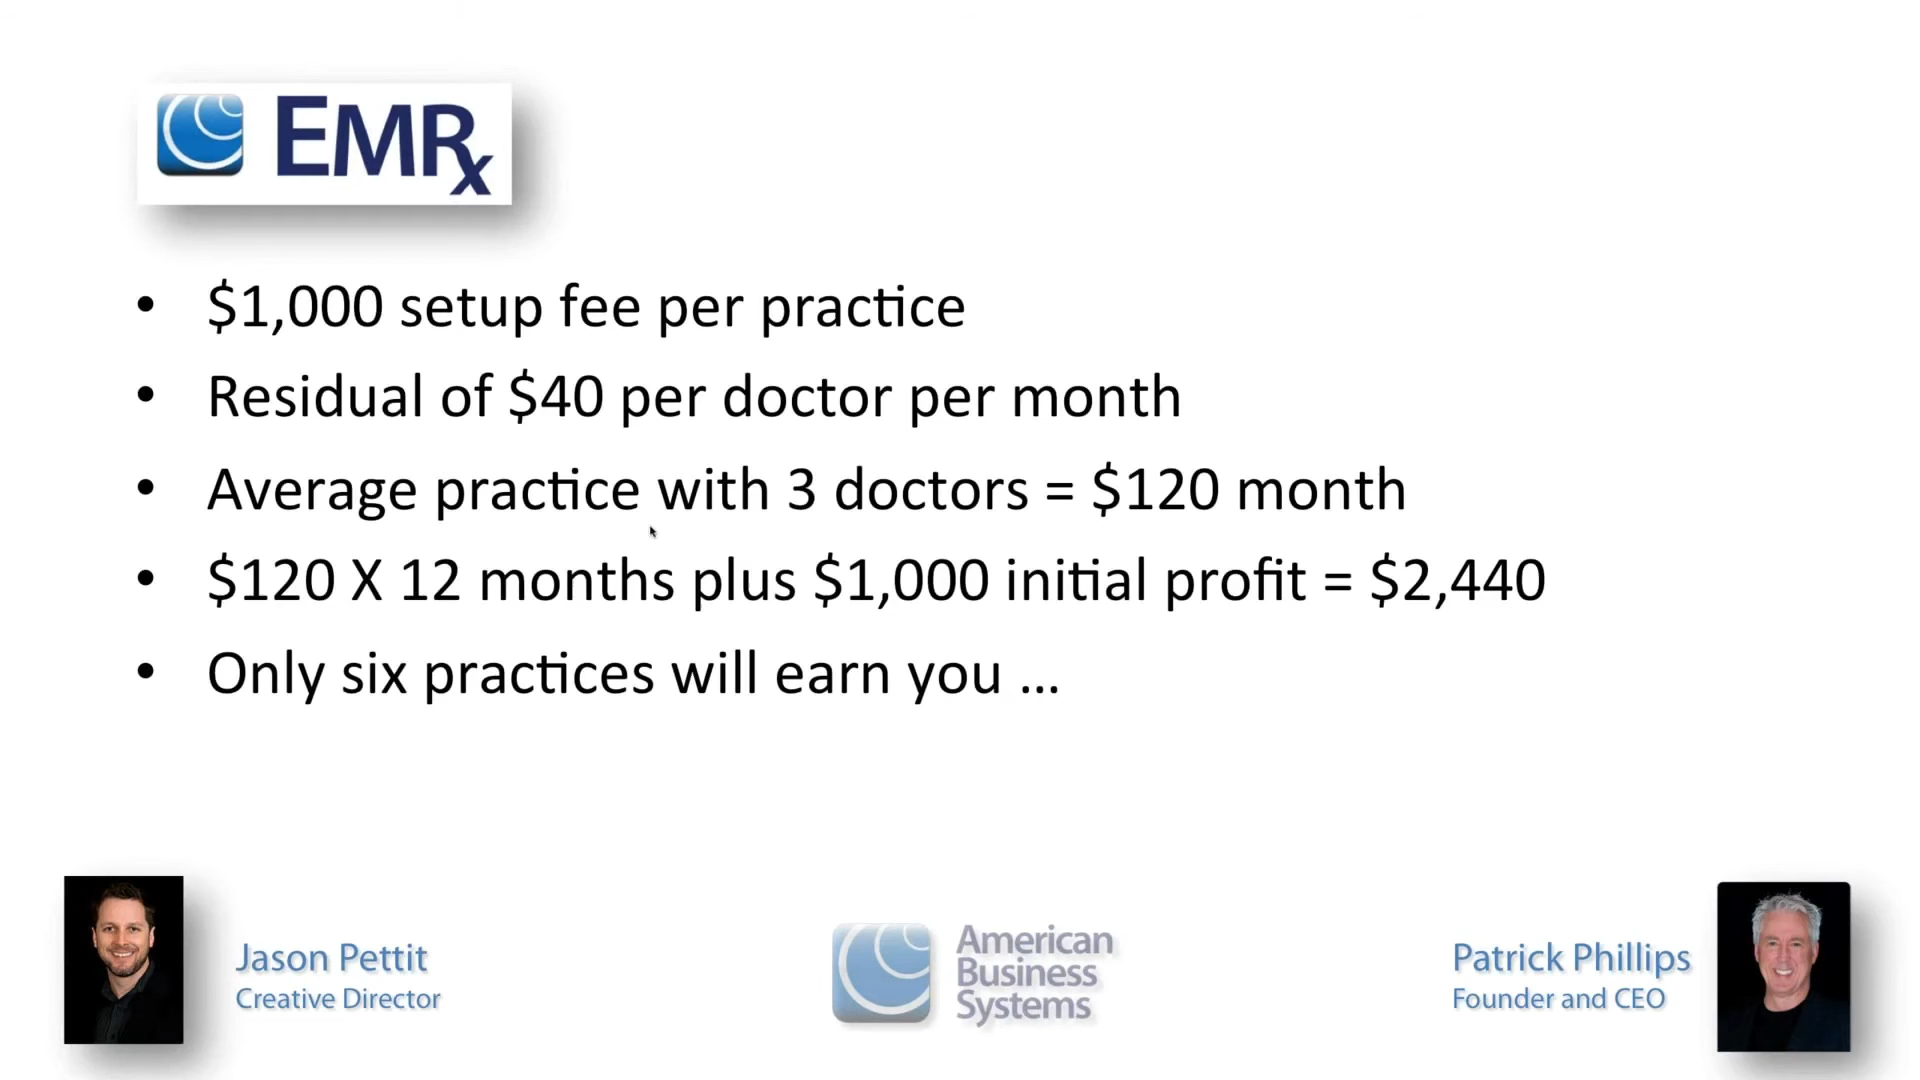 EMRx
• $1,000 setup fee per practice
• Residual of $40 per doctor per month
• Average practice with 3 doctors = $120 month
• $120 X 12 months plus $1,000 initial profit = $2,440
• Only six practices will earn you ...
Jason Pettit
Creative Director
American
Business
Systems
Patrick Phillips
Founder and CEO